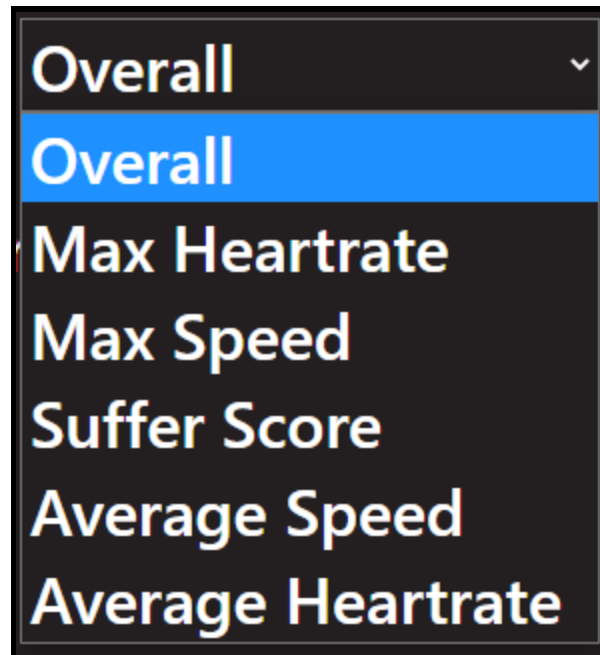 Overall
Overall
Max Heartrate
Max Speed
Suffer Score
Average Speed
Average Heartrate